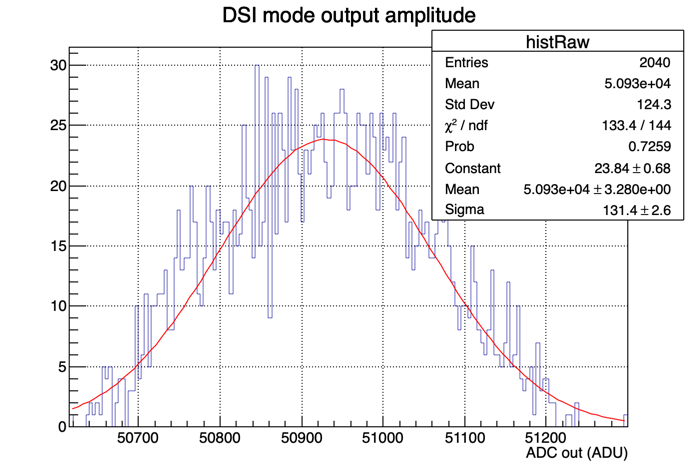 DSI mode output amplitude
histRaw
Entries 2040
Mean 5.093e+04
Std Dev 124.3
χ² / ndf 133.4 / 144
Prob 0.7259
Constant 23.84 ± 0.68
Mean 5.093e+04 ± 3.280e+00
Sigma 131.4 ± 2.6
30
25
20
15
10
5
0
50700 50800 50900 51000 51100 51200
ADC out (ADU)